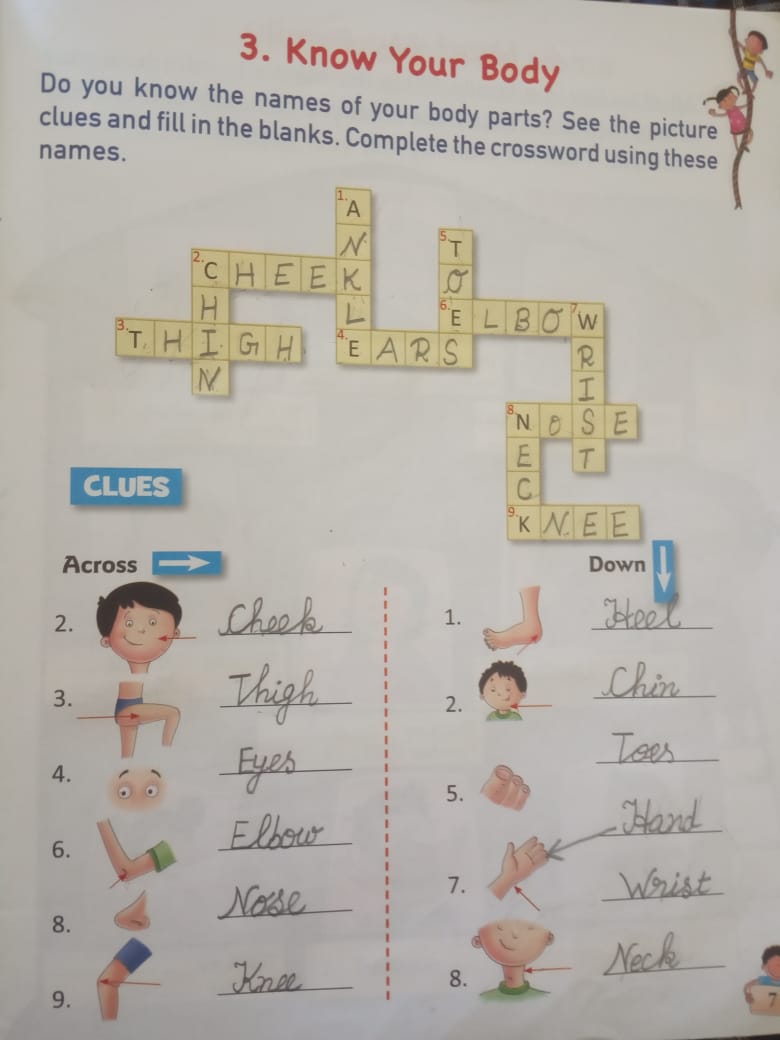 3. Know Your Body
Do you know the names of your body parts? See the picture
clues and fill in the blanks. Complete the crossword using these
names.
1. A
N
5. T
2. C H E E K
O
H
L
6. E L B O 7. W
3. T H I G H
4. E A R S
R
N
I
8. N O S E
E
T
C
9. K N E E
CLUES
Across
Down
2. Cheek
3. Thigh
4. Eyes
6. Elbow
8. Nose
9. Knee
1. Heel
2. Chin
5. Toes
Hand
7. Wrist
8. Neck
7